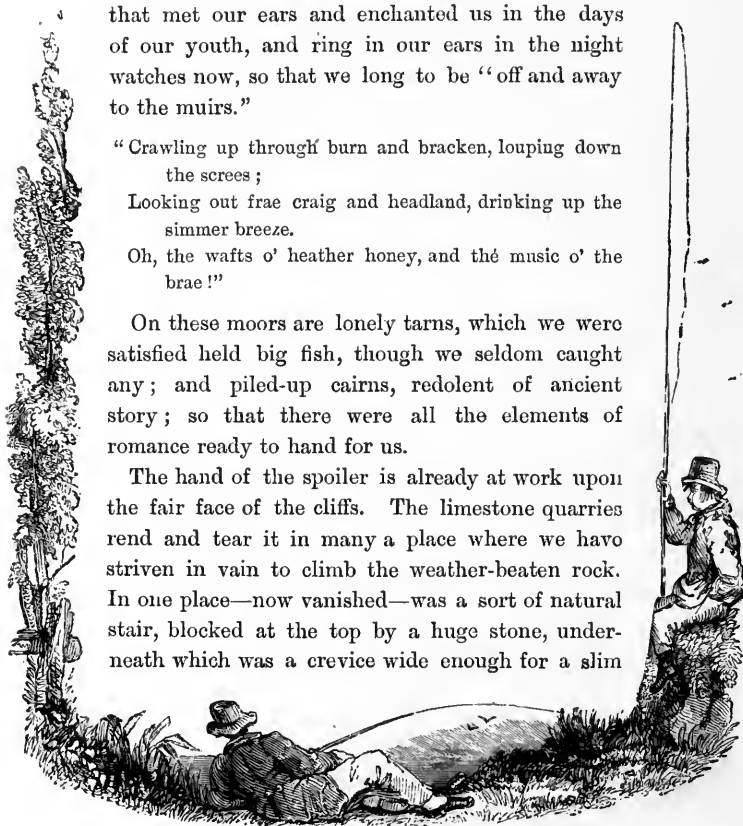 that met our ears and enchanted us in the days
of our youth, and ring in our ears in the night
watches now, so that we long to be “off and away
to the muirs.”
“Crawling up through burn and bracken, louping down
the screes;
Looking out frae craig and headland, drinking up the
simmer breeze.
Oh, the wafts o’ heather honey, and the music o’ the
brae!”
On these moors are lonely tarns, which we were
satisfied held big fish, though we seldom caught
any; and piled-up cairns, redolent of ancient
story; so that there were all the elements of
romance ready to hand for us.
The hand of the spoiler is already at work upon
the fair face of the cliffs. The limestone quarries
rend and tear it in many a place where we have
striven in vain to climb the weather-beaten rock.
In one place—now vanished—was a sort of natural
stair, blocked at the top by a huge stone, under-
neath which was a crevice wide enough for a slim